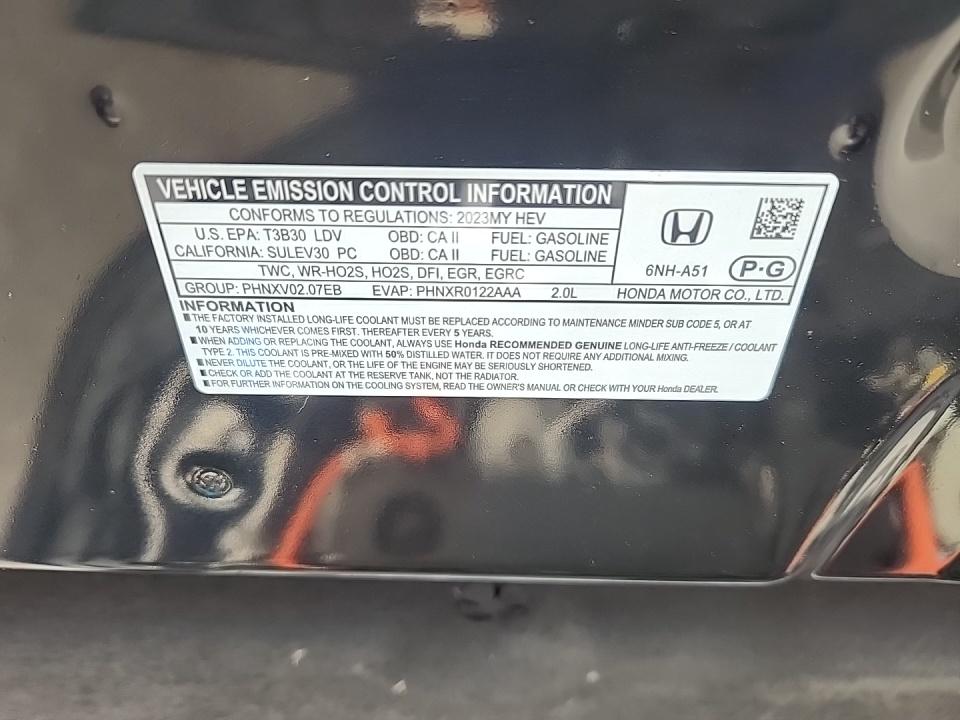 VEHICLE EMISSION CONTROL INFORMATION
CONFORMS TO REGULATIONS: 2023MY HEV
U.S. EPA: T3B30 LDV OBD: CA II FUEL: GASOLINE
CALIFORNIA: SULEV30 PC OBD: CA II FUEL: GASOLINE
TWC, WR-HO2S, HO2S, DFI, EGR, EGRC
6NH-A51 P·G
GROUP: PHNXV02.07EB EVAP: PHNXR0122AAA 2.0L HONDA MOTOR CO., LTD.
INFORMATION
■THE FACTORY INSTALLED LONG-LIFE COOLANT MUST BE REPLACED ACCORDING TO MAINTENANCE MINDER SUB CODE 5, OR AT
10 YEARS WHICHEVER COMES FIRST. THEREAFTER EVERY 5 YEARS.
■WHEN ADDING OR REPLACING THE COOLANT, ALWAYS USE Honda RECOMMENDED GENUINE LONG-LIFE ANTI-FREEZE / COOLANT
TYPE 2. THIS COOLANT IS PRE-MIXED WITH 50% DISTILLED WATER. IT DOES NOT REQUIRE ANY ADDITIONAL MIXING.
■NEVER DILUTE THE COOLANT, OR THE LIFE OF THE ENGINE MAY BE SERIOUSLY SHORTENED.
■CHECK OR ADD THE COOLANT AT THE RESERVE TANK, NOT THE RADIATOR.
■FOR FURTHER INFORMATION ON THE COOLING SYSTEM, READ THE OWNER'S MANUAL OR CHECK WITH YOUR Honda DEALER.